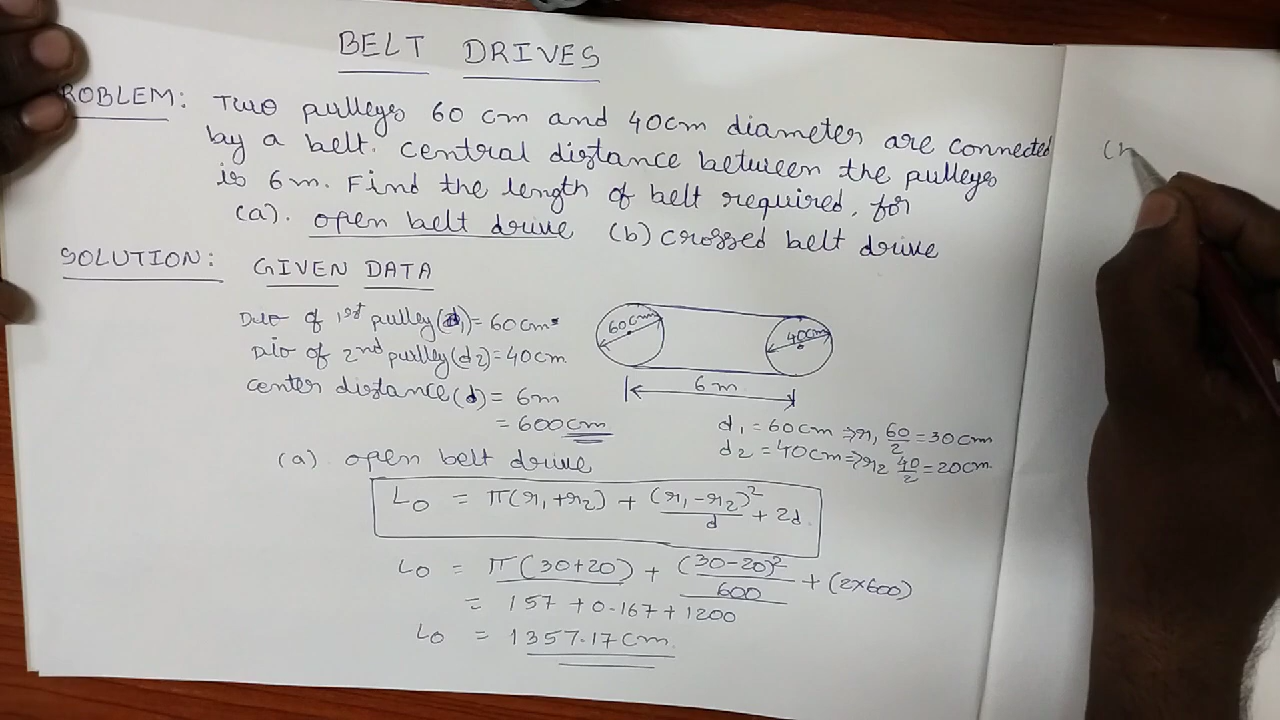 BELT DRIVES
ROBLEM: Two pulleys 60 cm and 40cm diameter are connected
by a belt. central distance between the pulleys
is 6m. Find the length of belt required, for
(a). open belt drive (b) crossed belt drive
SOLUTION: GIVEN DATA
Dia of 1st pulley(d1)=60cm
Dia of 2nd pulley(d2)=40cm
center distance(d) = 6m
= 600cm
60cm
40cm
6m
d1 = 60cm ⇒ r1 60/2 = 30cm
d2 = 40cm ⇒ r2 40/2 = 20cm.
(a) open belt drive
LO = π(r1+r2) + (r1-r2)²/d + 2d.
LO = π(30+20) + (30-20)²/600 + (2×600)
= 157 + 0.167 + 1200
LO = 1357.17cm.